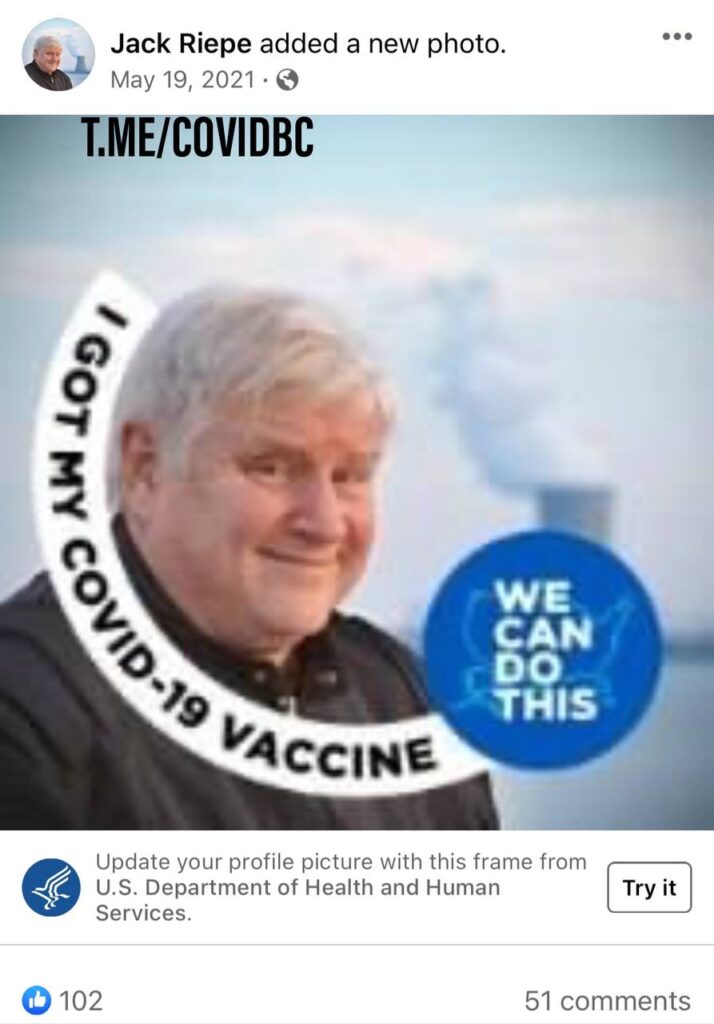 Jack Riepe added a new photo.
May 19, 2021 ·
T.ME/COVIDBC
I GOT MY COVID-19 VACCINE
WE
CAN
DO
THIS
Update your profile picture with this frame from
U.S. Department of Health and Human
Services.
Try it
102
51 comments